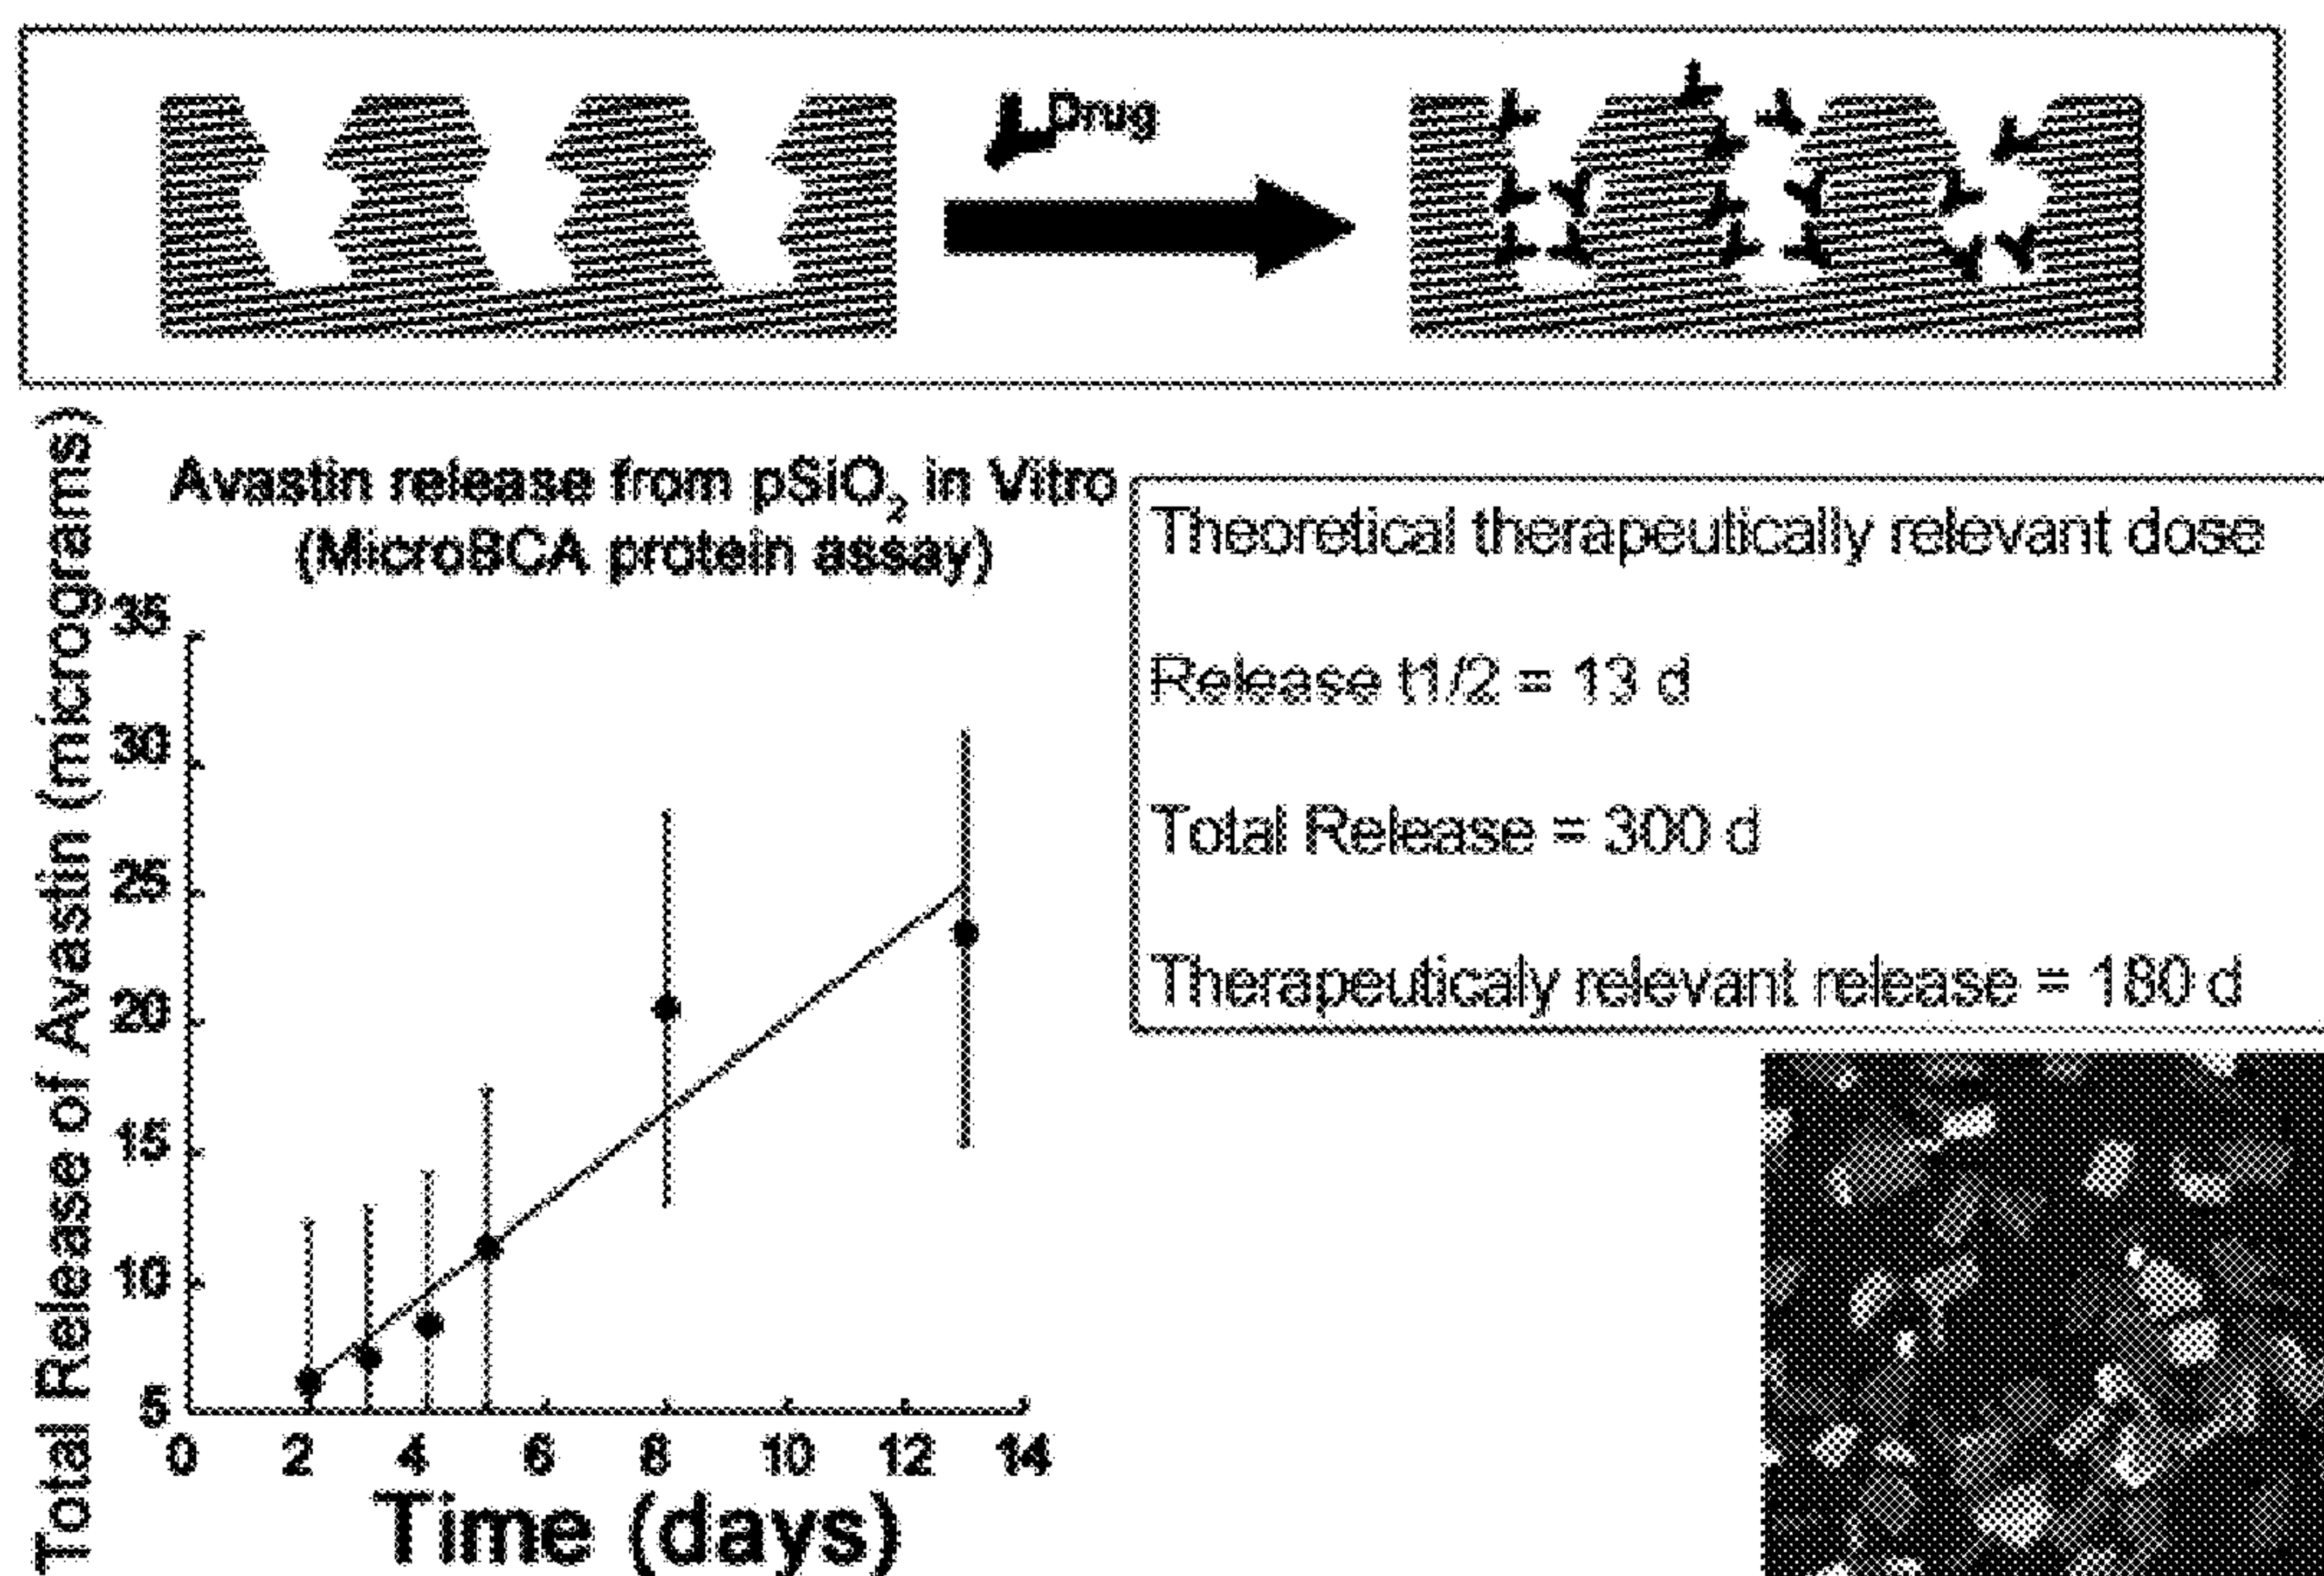 Drug
Avastin release from pSiO₂ in Vitro
(MicroBCA protein assay)
Total Release of Avastin (micrograms)
35
30
25
20
15
10
5
0 2 4 6 8 10 12 14
Time (days)
Theoretical therapeutically relevant dose
Release t1/2 = 13 d
Total Release = 300 d
Therapeuticaly relevant release = 180 d